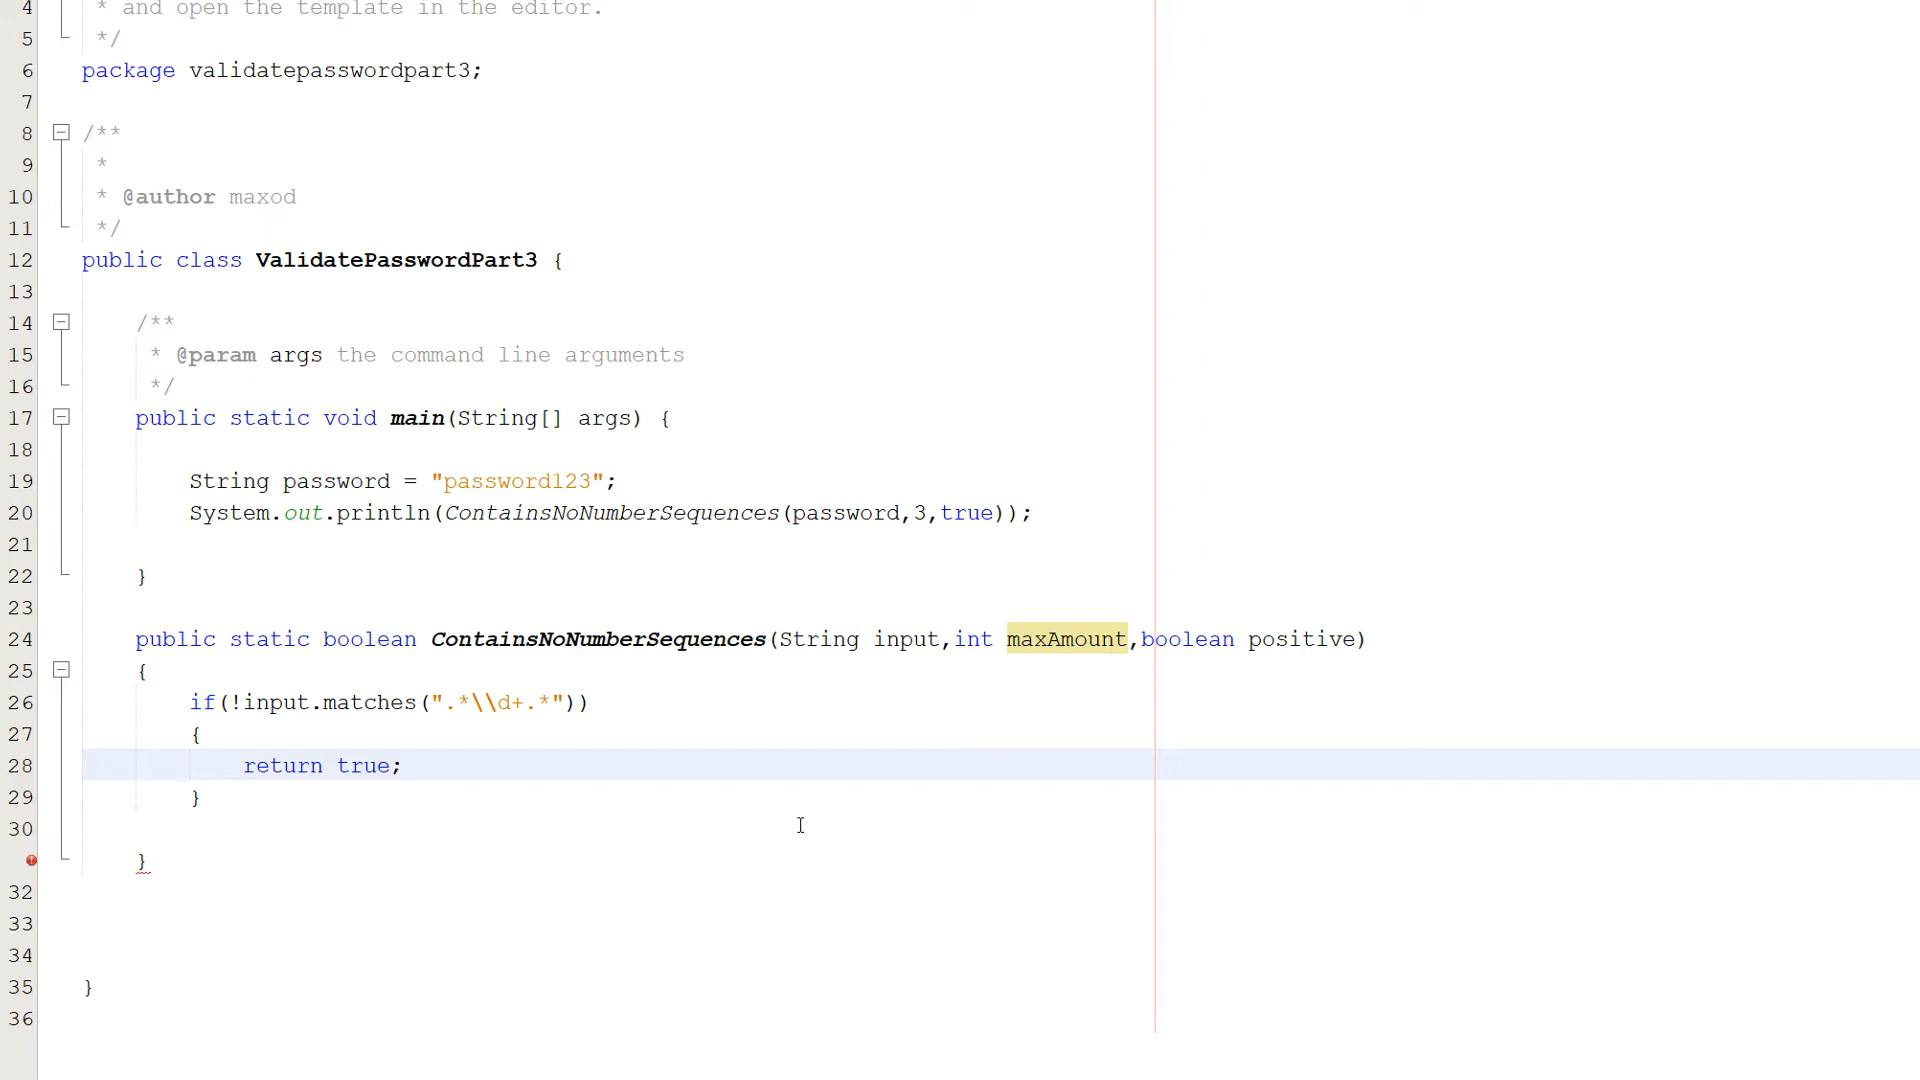 4 * and open the template in the editor.
5 */
6 package validatepasswordpart3;
7
8 /**
9 *
10 * @author maxod
11 */
12 public class ValidatePasswordPart3 {
13
14 /**
15 * @param args the command line arguments
16 */
17 public static void main(String[] args) {
18
19 String password = "password123";
20 System.out.println(ContainsNoNumberSequences(password,3,true));
21
22 }
23
24 public static boolean ContainsNoNumberSequences(String input,int maxAmount,boolean positive)
25 {
26 if(!input.matches(".*\\d+.*"))
27 {
28 return true;
29 }
30
}
32
33
34
35 }
36